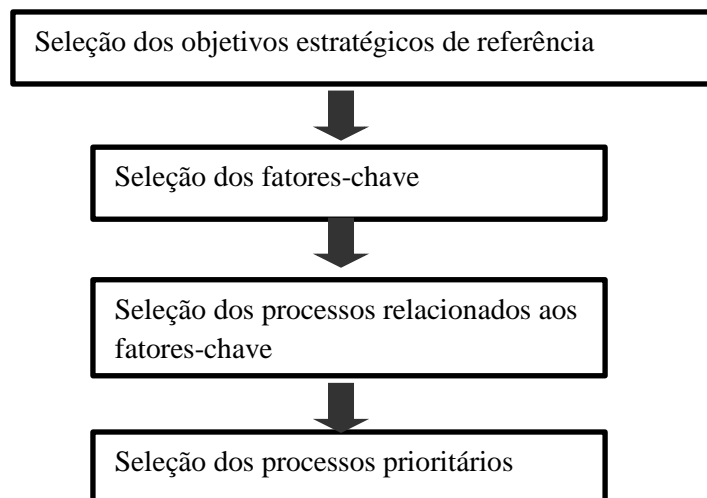 Seleção dos objetivos estratégicos de referência
Seleção dos fatores-chave
Seleção dos processos relacionados aos
fatores-chave
Seleção dos processos prioritários